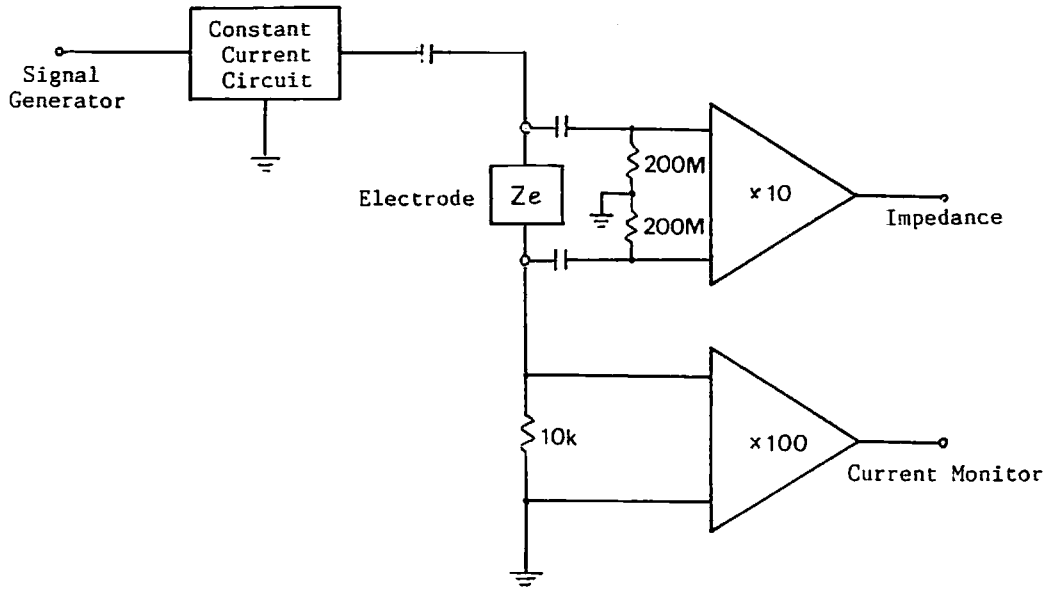 Constant
Current
Circuit
Signal
Generator
200M
Electrode
Ze
200M
×10
Impedance
10k
×100
Current Monitor